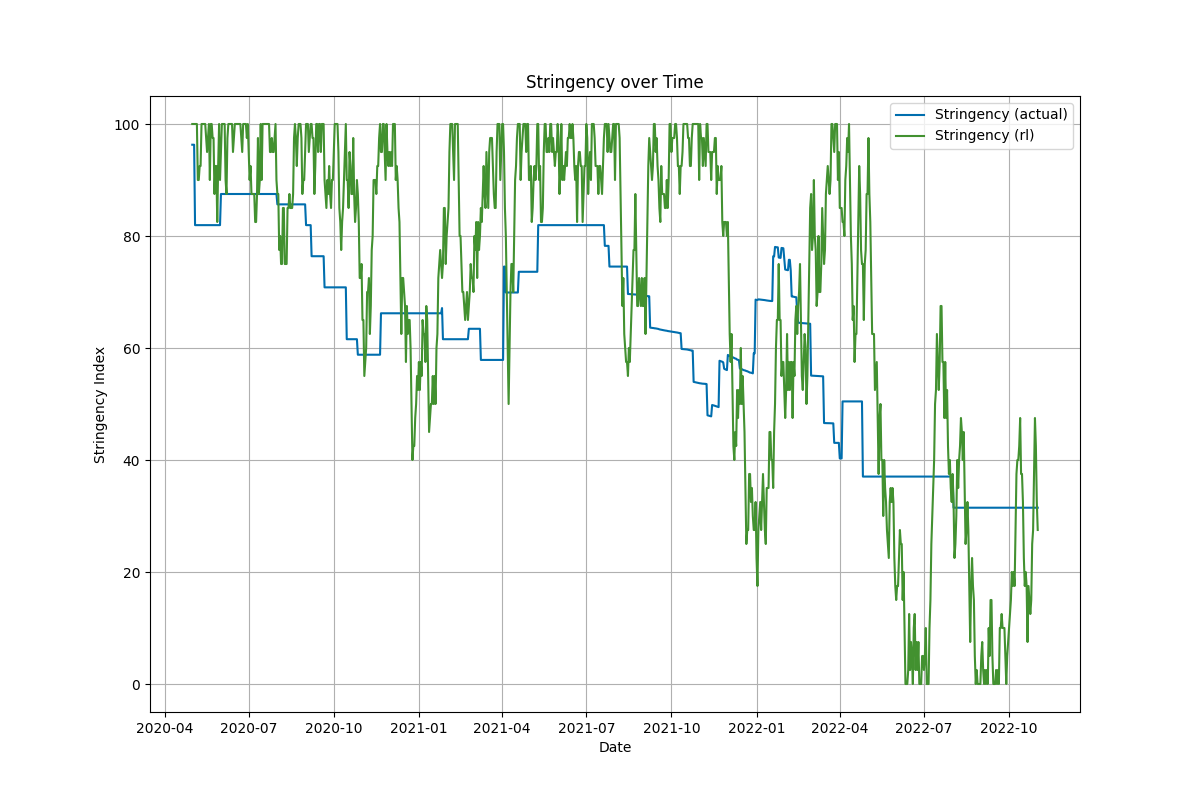 Stringency over Time
Stringency (actual)
Stringency (rl)
Stringency Index
100
80
60
40
20
0
2020-04 2020-07 2020-10 2021-01 2021-04 2021-07 2021-10 2022-01 2022-04 2022-07 2022-10
Date